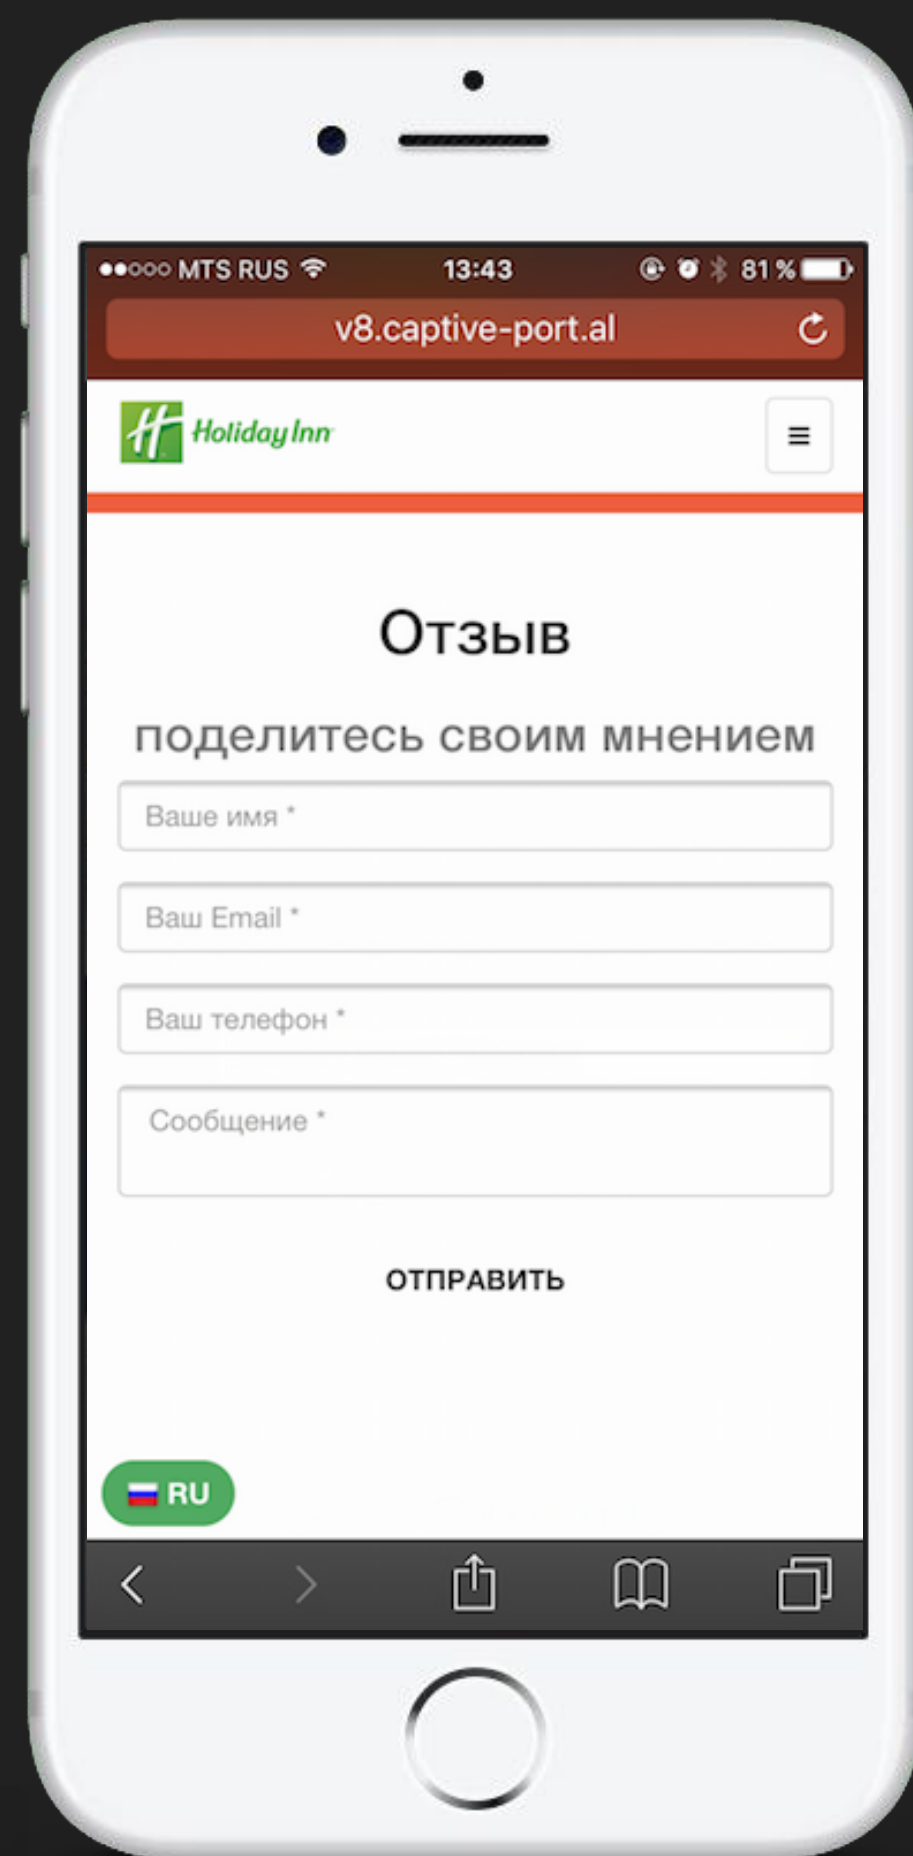 MTS RUS 13:43 81 %
v8.captive-port.al
Holiday Inn
Отзыв
поделитесь своим мнением
Ваше имя *
Ваш Email *
Ваш телефон *
Сообщение *
ОТПРАВИТЬ
RU